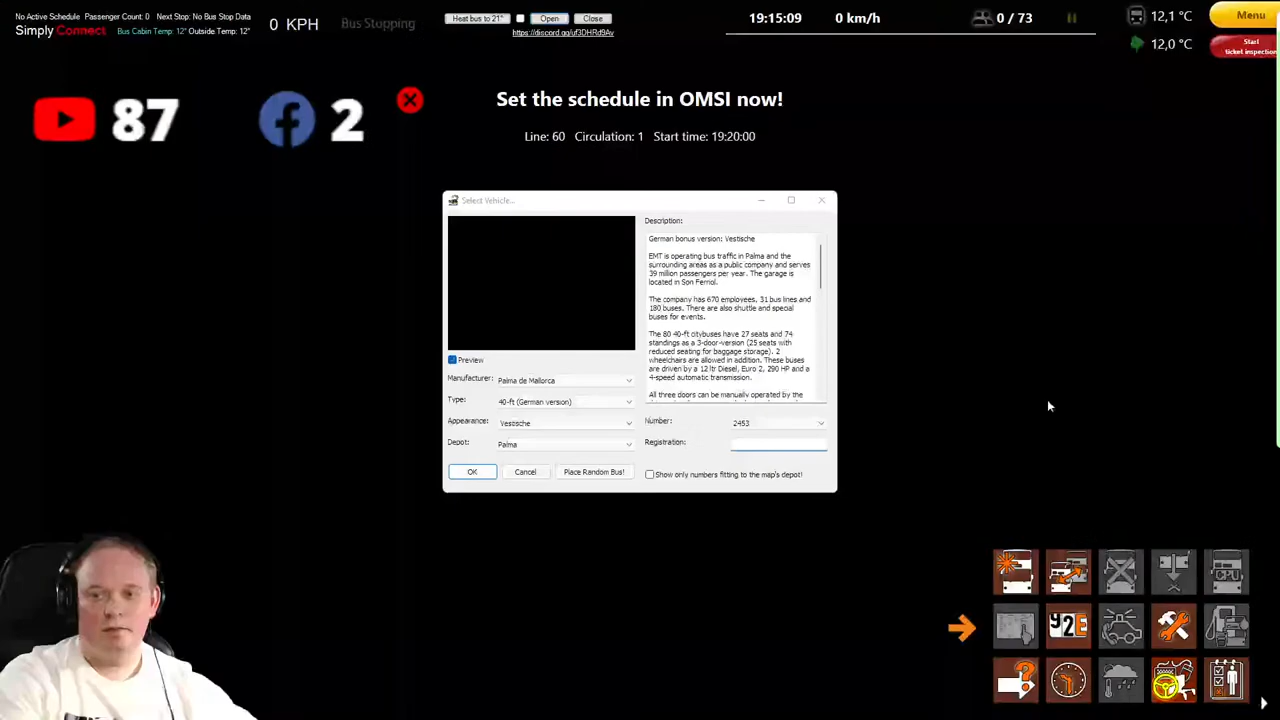 No Active Schedule Passenger Count: 0 Next Stop: No Bus Stop Data
Simply Connect Bus Cabin Temp: 12° Outside Temp: 12°
0 KPH
Bus Stopping
Heat bus to 21°
Open
Close
https://discord.gg/uf3DHRd9Av
19:15:09
0 km/h
0 / 73
12,1 °C
12,0 °C
Menu
Start
ticket inspection
87
2
Set the schedule in OMSI now!
Line: 60 Circulation: 1 Start time: 19:20:00
Select Vehicle...
Description:
German bonus version: Vestische
EMT is operating bus traffic in Palma and the
surrounding areas as a public company and serves
39 million passengers per year. The garage is
located in Son Fernol.
The company has 670 employees, 31 bus lines and
180 buses. There are also shuttle and special
buses for events.
The 80 40-ft citybuses have 27 seats and 74
standings as a 3-door-version (25 seats with
reduced seating for baggage storage). 2
wheelchairs are allowed in addition. These buses
are driven by a 12 ltr Diesel, Euro 2, 290 HP and a
4-speed automatic transmission.
All three doors can be manually operated by the
Preview
Manufacturer: Palma de Mallorca
Type: 40-ft (German version)
Appearance: Vestische
Depot: Palma
Number: 2453
Registration:
OK
Cancel
Place Random Bus!
Show only numbers fitting to the map's depot!
CPU
92E
?